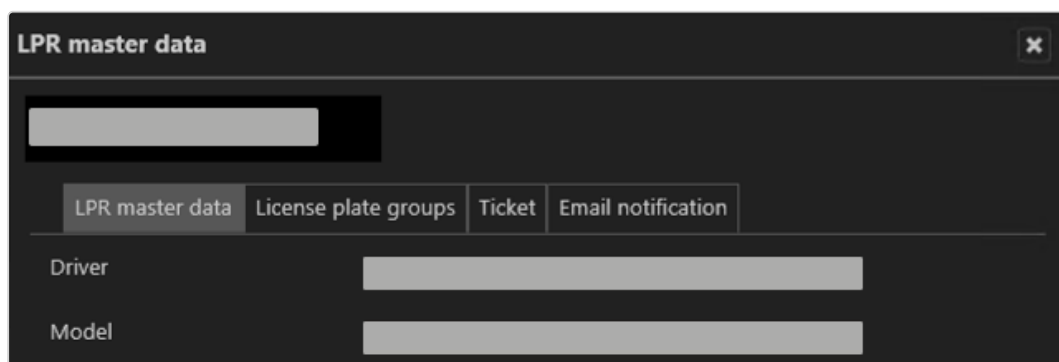 LPR master data
LPR master data License plate groups Ticket Email notification
Driver
Model